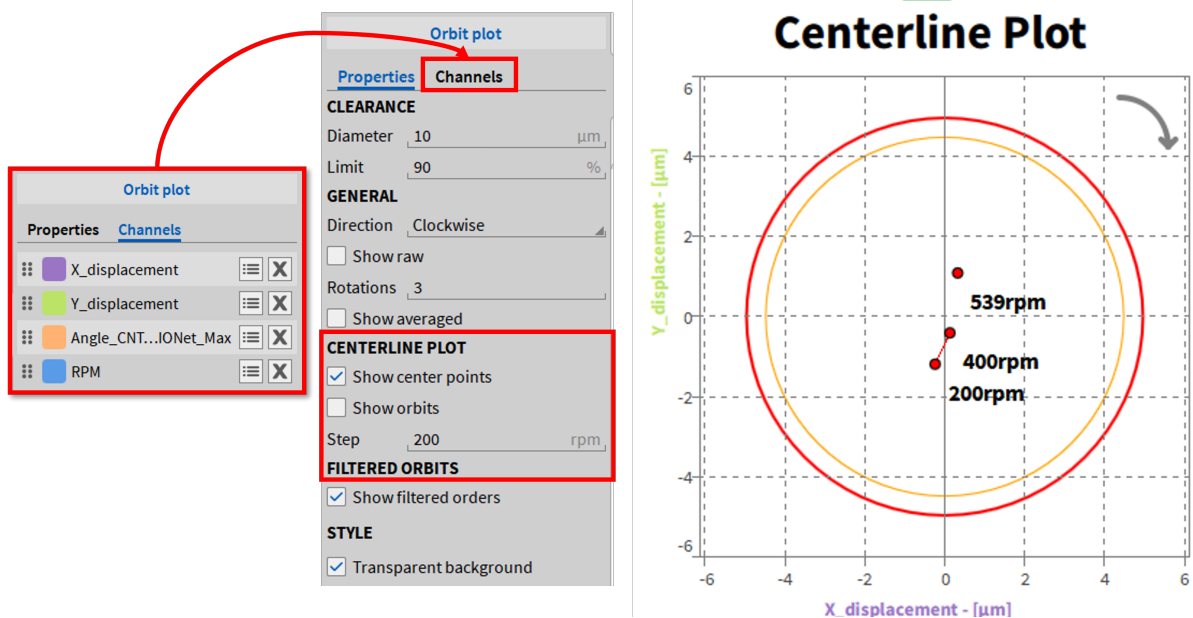 Orbit plot
Properties Channels
X_displacement
Y_displacement
Angle_CNT...IONet_Max
RPM
Orbit plot
Properties Channels
CLEARANCE
Diameter 10 µm
Limit 90 %
GENERAL
Direction Clockwise
Show raw
Rotations 3
Show averaged
CENTERLINE PLOT
Show center points
Show orbits
Step 200 rpm
FILTERED ORBITS
Show filtered orders
STYLE
Transparent background
Centerline Plot
Y_displacement - [µm]
6
4
2
0
-2
-4
-6
539rpm
400rpm
200rpm
-6 -4 -2 0 2 4 6
X_displacement - [µm]